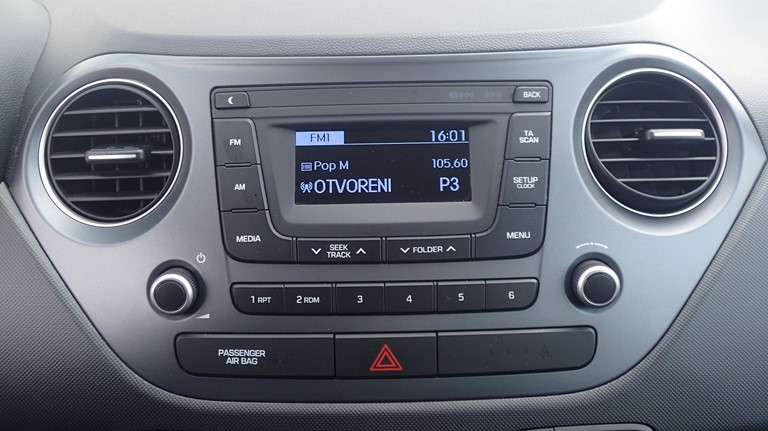 BACK
FM1 16:01
Pop M 105.60
OTVORENI P3
FM
AM
MEDIA
TA
SCAN
SETUP
CLOCK
MENU
SEEK
TRACK
FOLDER
1 RPT 2 RDM 3 4 5 6
PASSENGER
AIR BAG